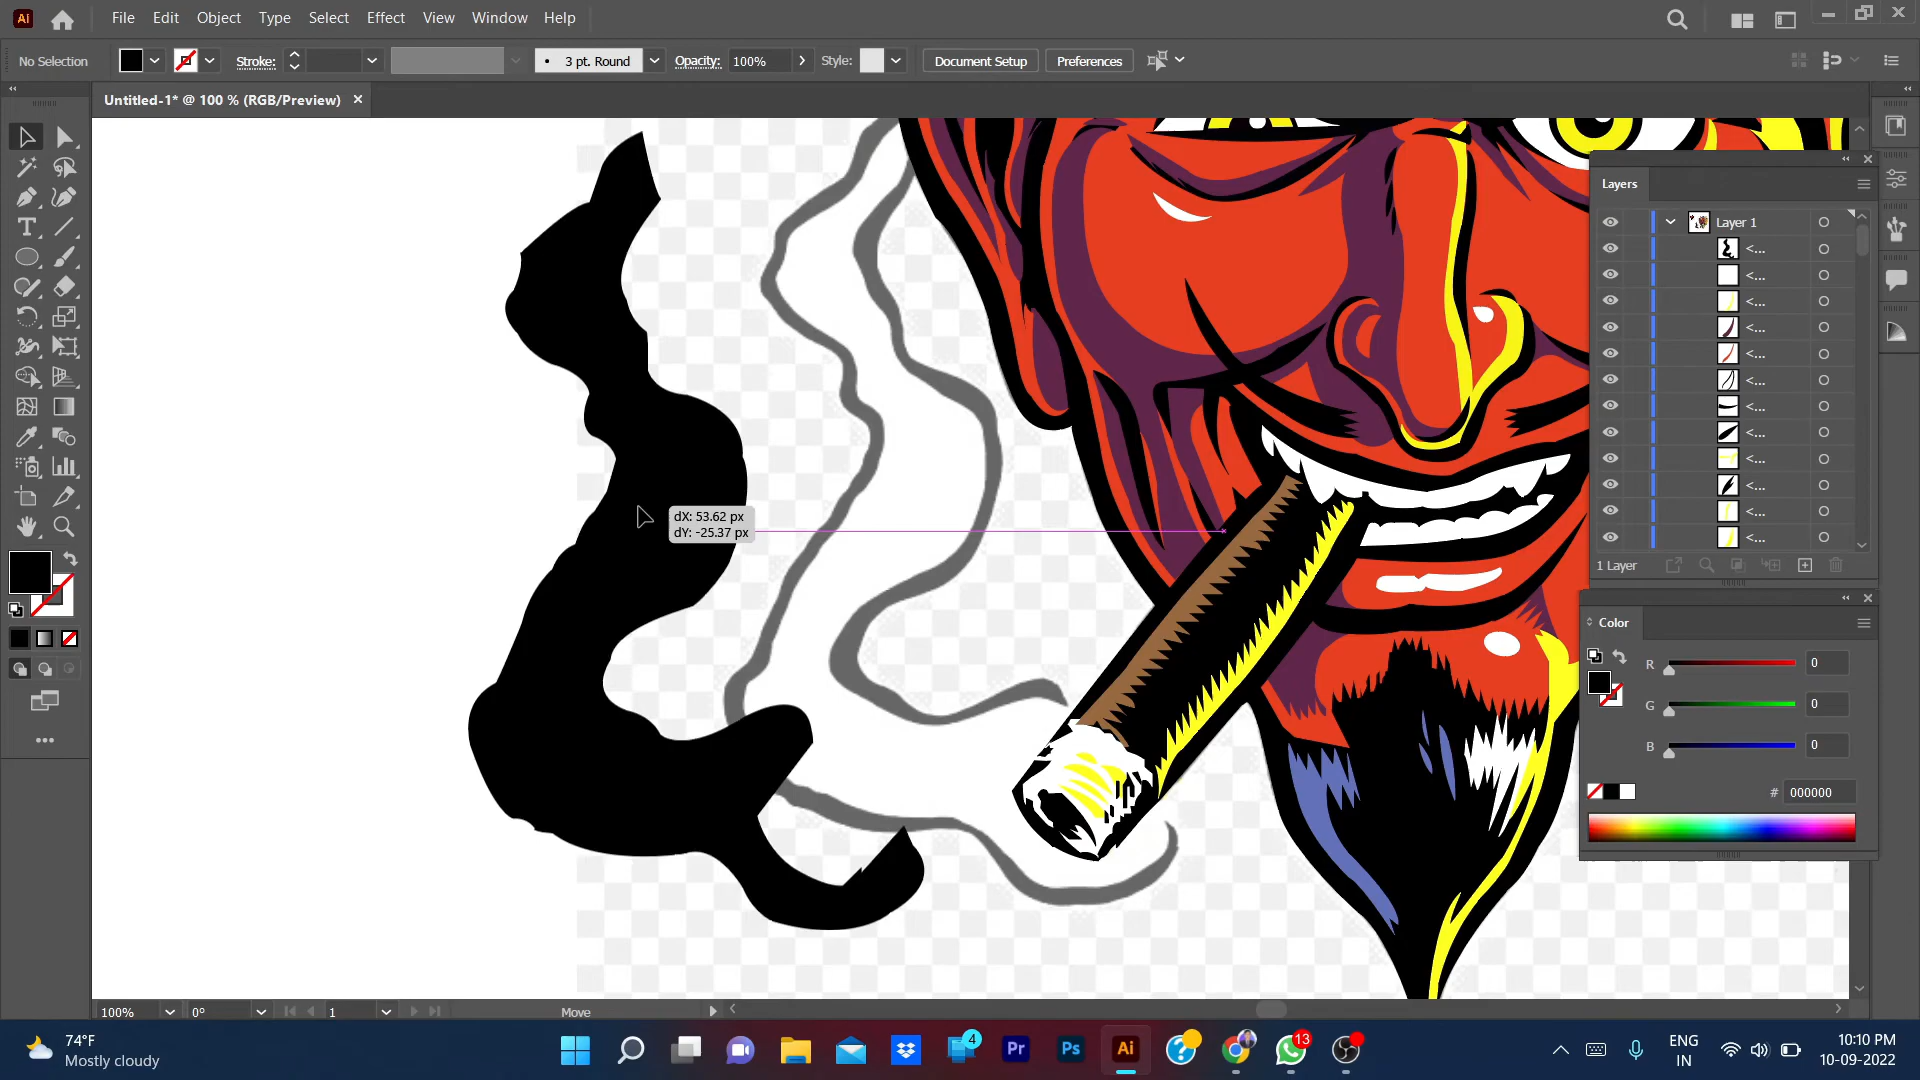 Ai File Edit Object Type Select Effect View Window Help
No Selection Stroke: 3 pt. Round Opacity: 100% Style: Document Setup Preferences
Untitled-1* @ 100 % (RGB/Preview)
Layers
Layer 1
<...
<...
<...
<...
<...
<...
<...
<...
<...
<...
<...
<...
dX: 53.62 px
dY: -25.37 px
1 Layer
Color
R 0
G 0
B 0
# 000000
100% 0° 1 Move
74°F
Mostly cloudy
4
Pr
Ps
Ai
13
ENG
IN
10:10 PM
10-09-2022